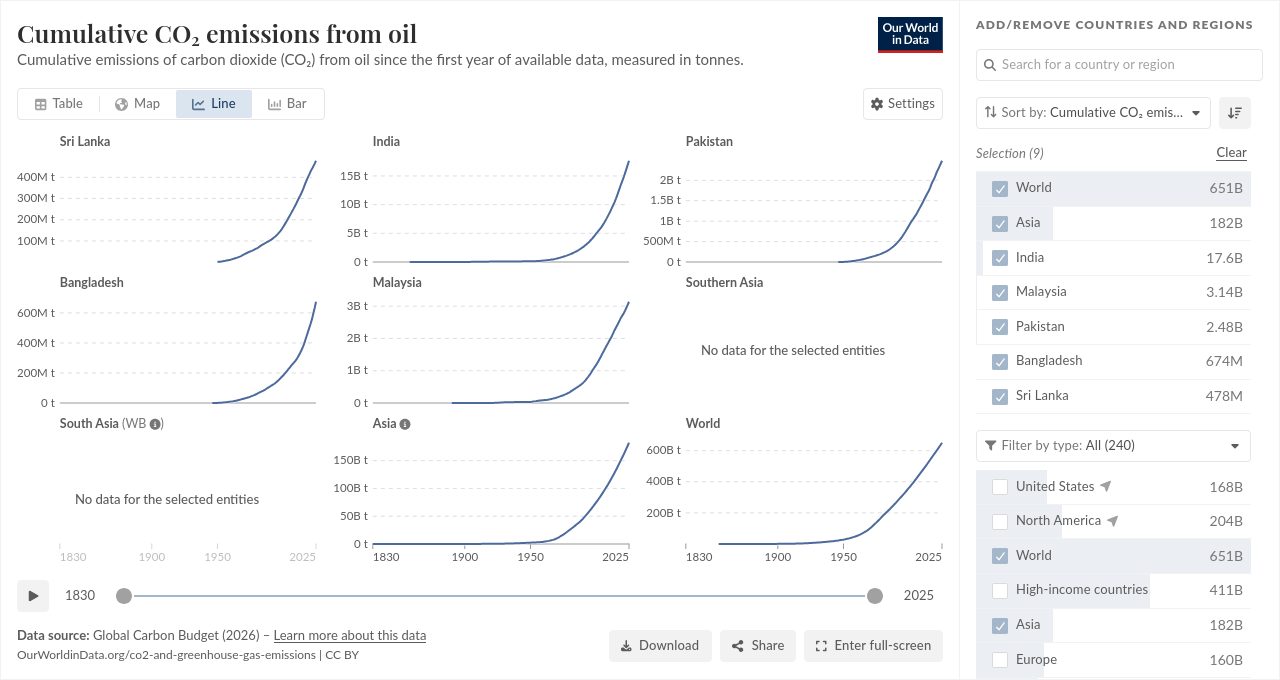 Cumulative CO₂ emissions from oil
Cumulative emissions of carbon dioxide (CO₂) from oil since the first year of available data, measured in tonnes.
Our World
in Data
Table
Map
Line
Bar
Settings
Sri Lanka
400M t
300M t
200M t
100M t
India
15B t
10B t
5B t
0 t
Pakistan
2B t
1.5B t
1B t
500M t
0 t
Bangladesh
600M t
400M t
200M t
0 t
Malaysia
3B t
2B t
1B t
0 t
Southern Asia
No data for the selected entities
South Asia (WB)
No data for the selected entities
1830 1900 1950 2025
Asia
150B t
100B t
50B t
0 t
1830 1900 1950 2025
World
600B t
400B t
200B t
1830 1900 1950 2025
1830
2025
Data source: Global Carbon Budget (2026) – Learn more about this data
OurWorldinData.org/co2-and-greenhouse-gas-emissions | CC BY
Download
Share
Enter full-screen
ADD/REMOVE COUNTRIES AND REGIONS
Search for a country or region
Sort by: Cumulative CO₂ emis...
Selection (9)
Clear
World 651B
Asia 182B
India 17.6B
Malaysia 3.14B
Pakistan 2.48B
Bangladesh 674M
Sri Lanka 478M
Filter by type: All (240)
United States 168B
North America 204B
World 651B
High-income countries 411B
Asia 182B
Europe 160B